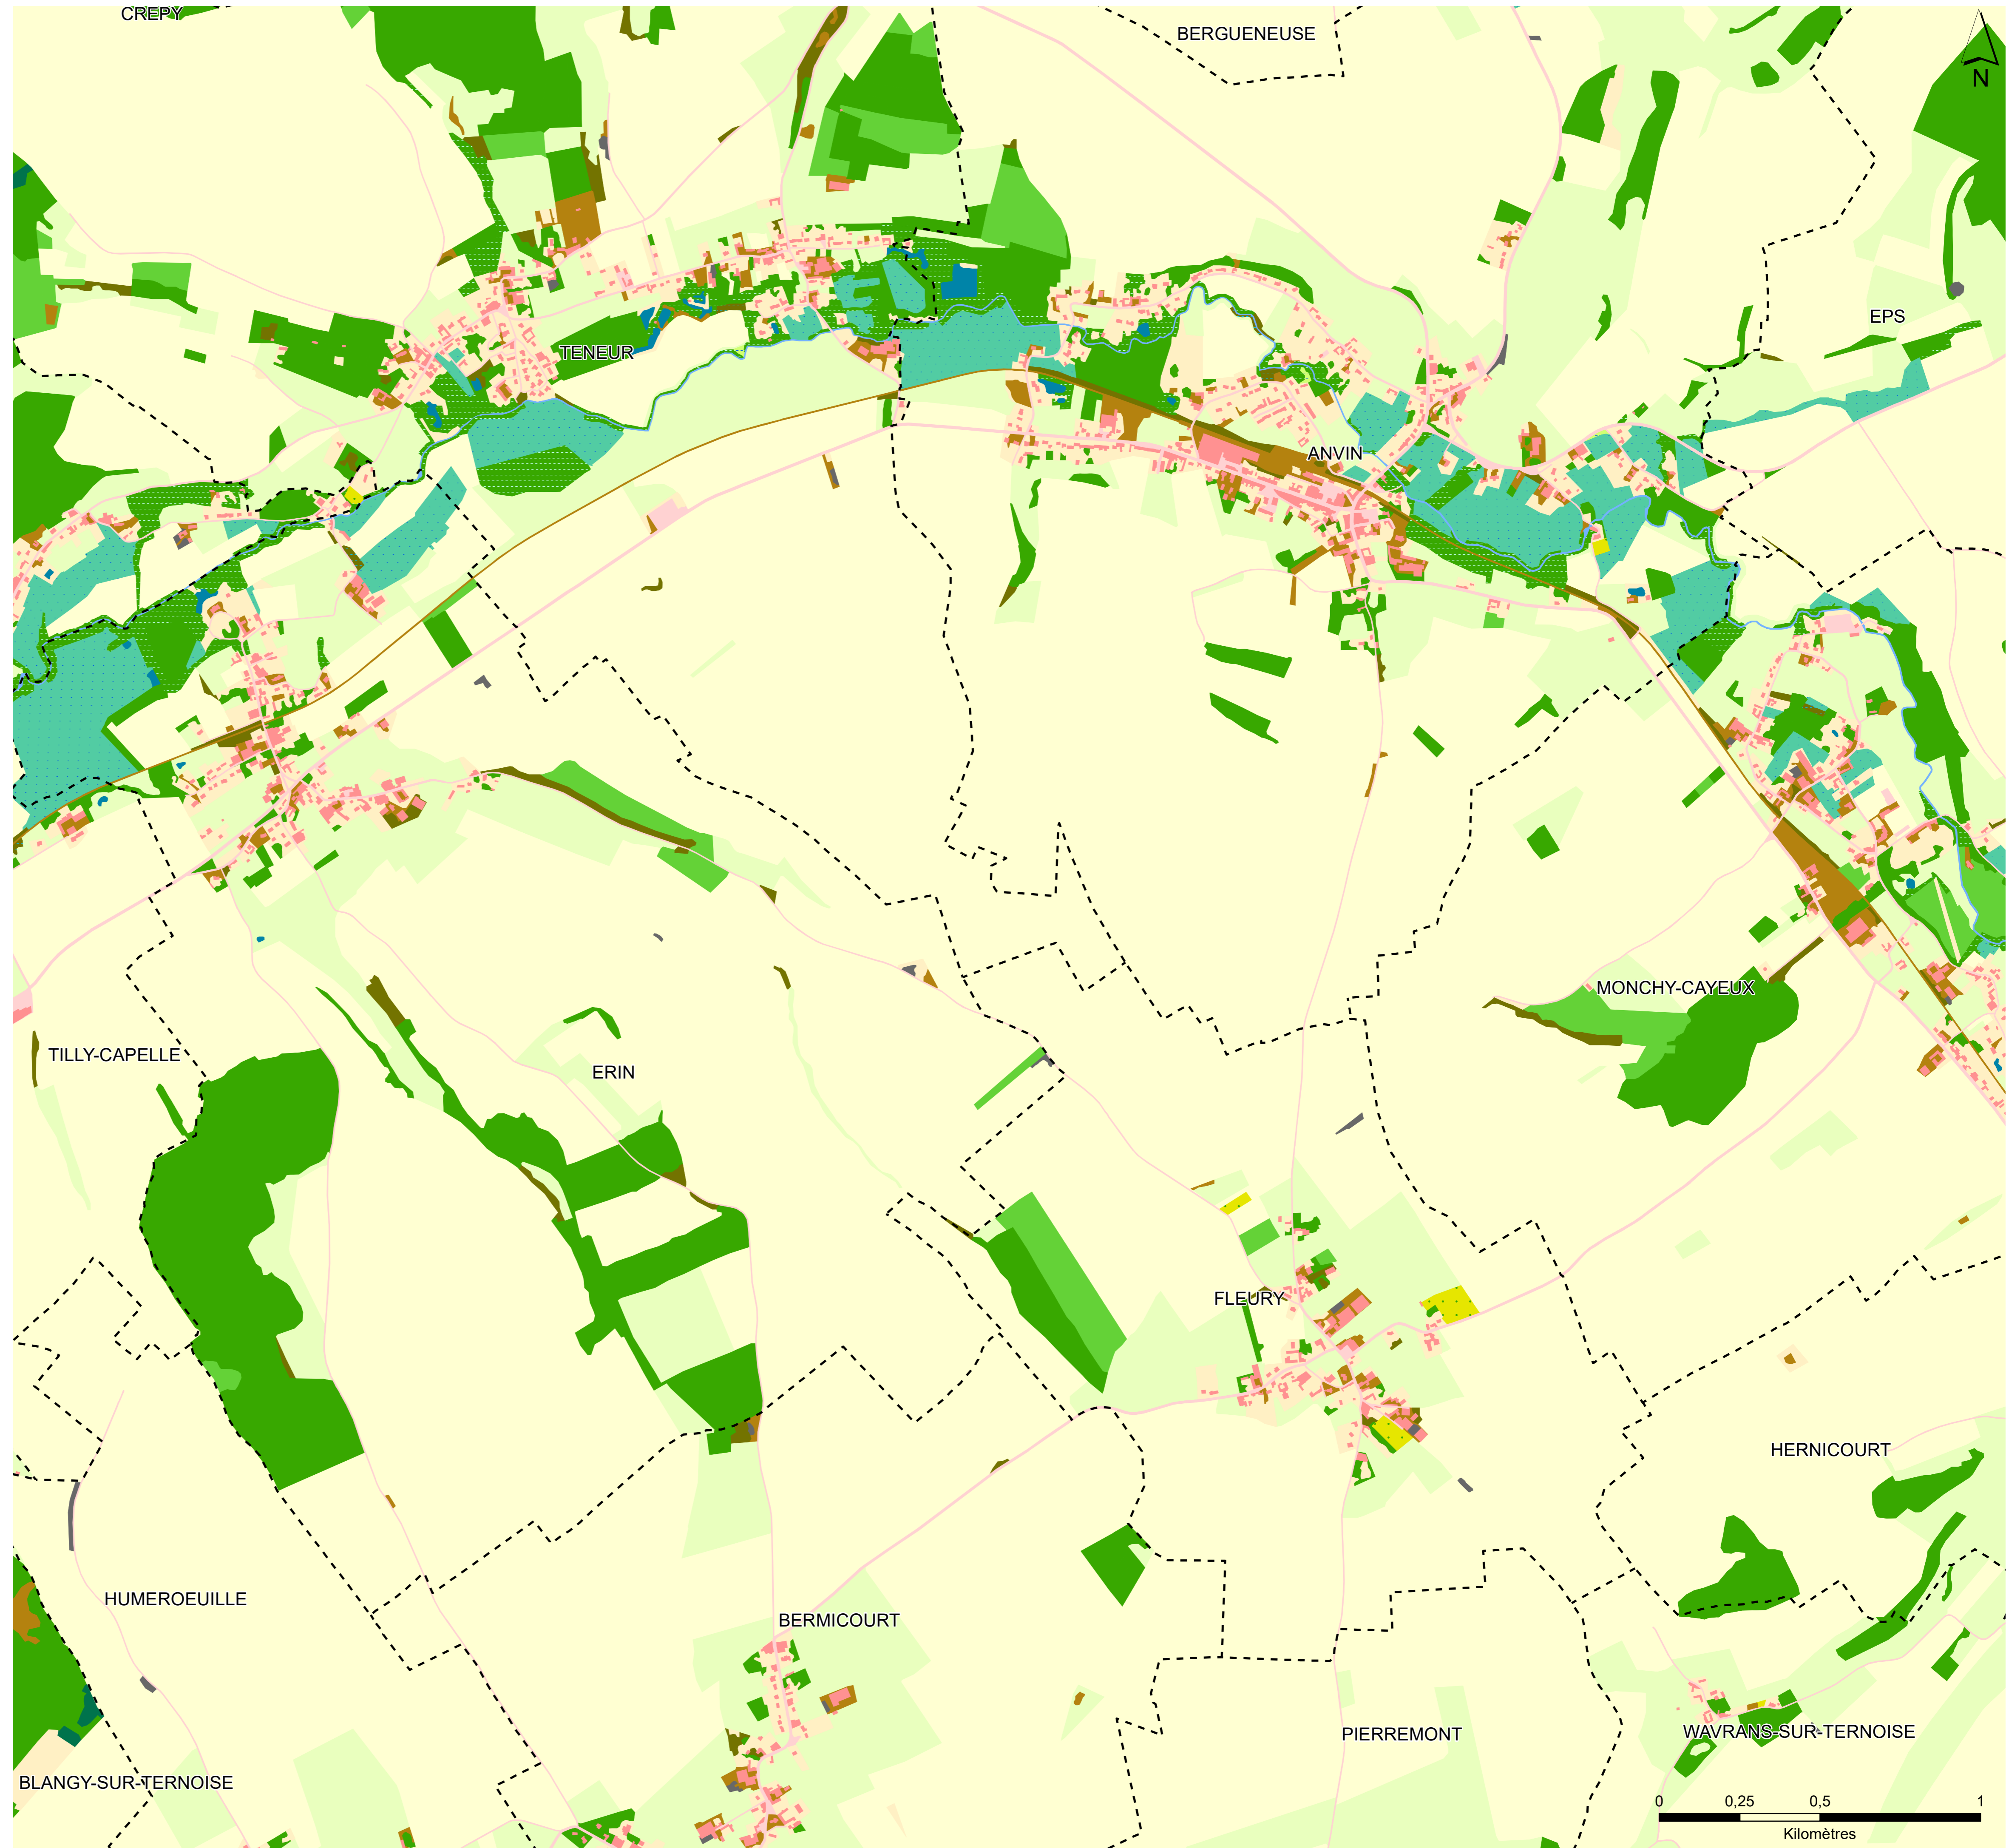 CREPY
BERGUENEUSE
N
EPS
TENEUR
ANVIN
MONCHY-CAYEUX
TILLY-CAPELLE
ERIN
FLEURY
HERNICOURT
HUMEROEUILLE
BERMICOURT
PIERREMONT
WAVRANS-SUR-TERNOISE
BLANGY-SUR-TERNOISE
0 0,25 0,5 1
Kilomètres